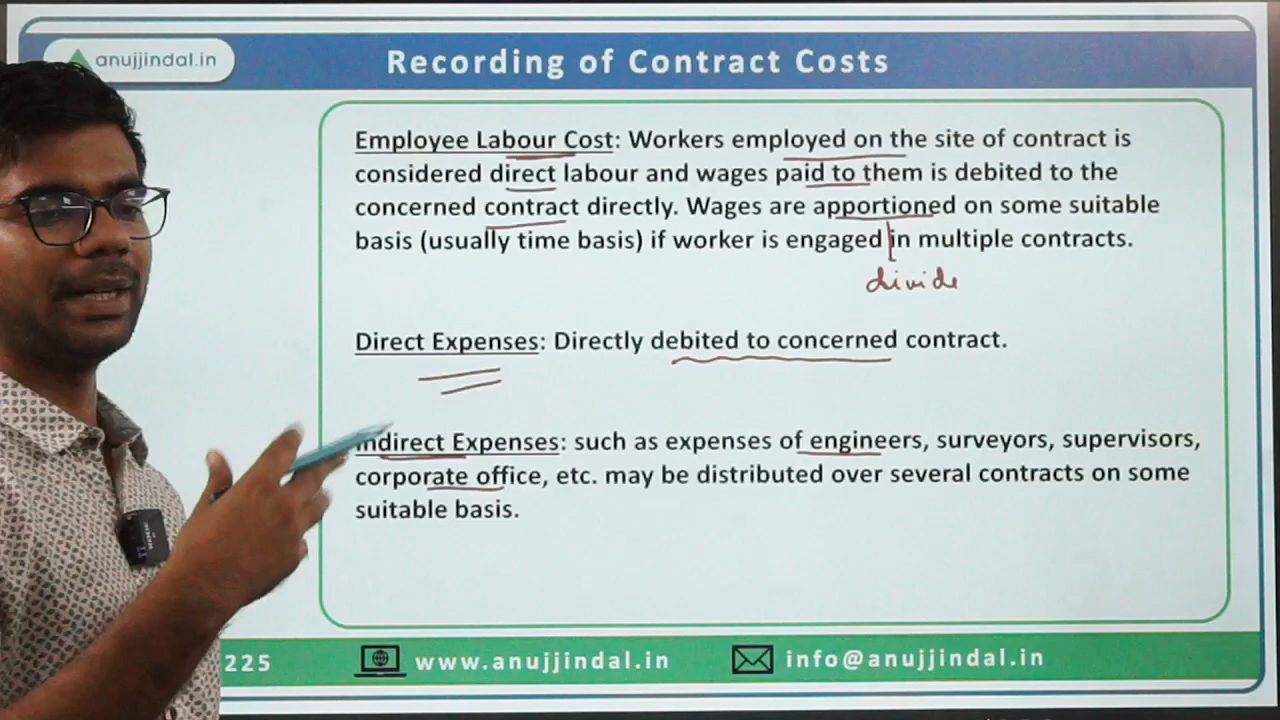 anujjindal.in
Recording of Contract Costs
Employee Labour Cost: Workers employed on the site of contract is
considered direct labour and wages paid to them is debited to the
concerned contract directly. Wages are apportioned on some suitable
basis (usually time basis) if worker is engaged in multiple contracts.
divide
Direct Expenses: Directly debited to concerned contract.
Indirect Expenses: such as expenses of engineers, surveyors, supervisors,
corporate office, etc. may be distributed over several contracts on some
suitable basis.
225
www.anujjindal.in
info@anujjindal.in